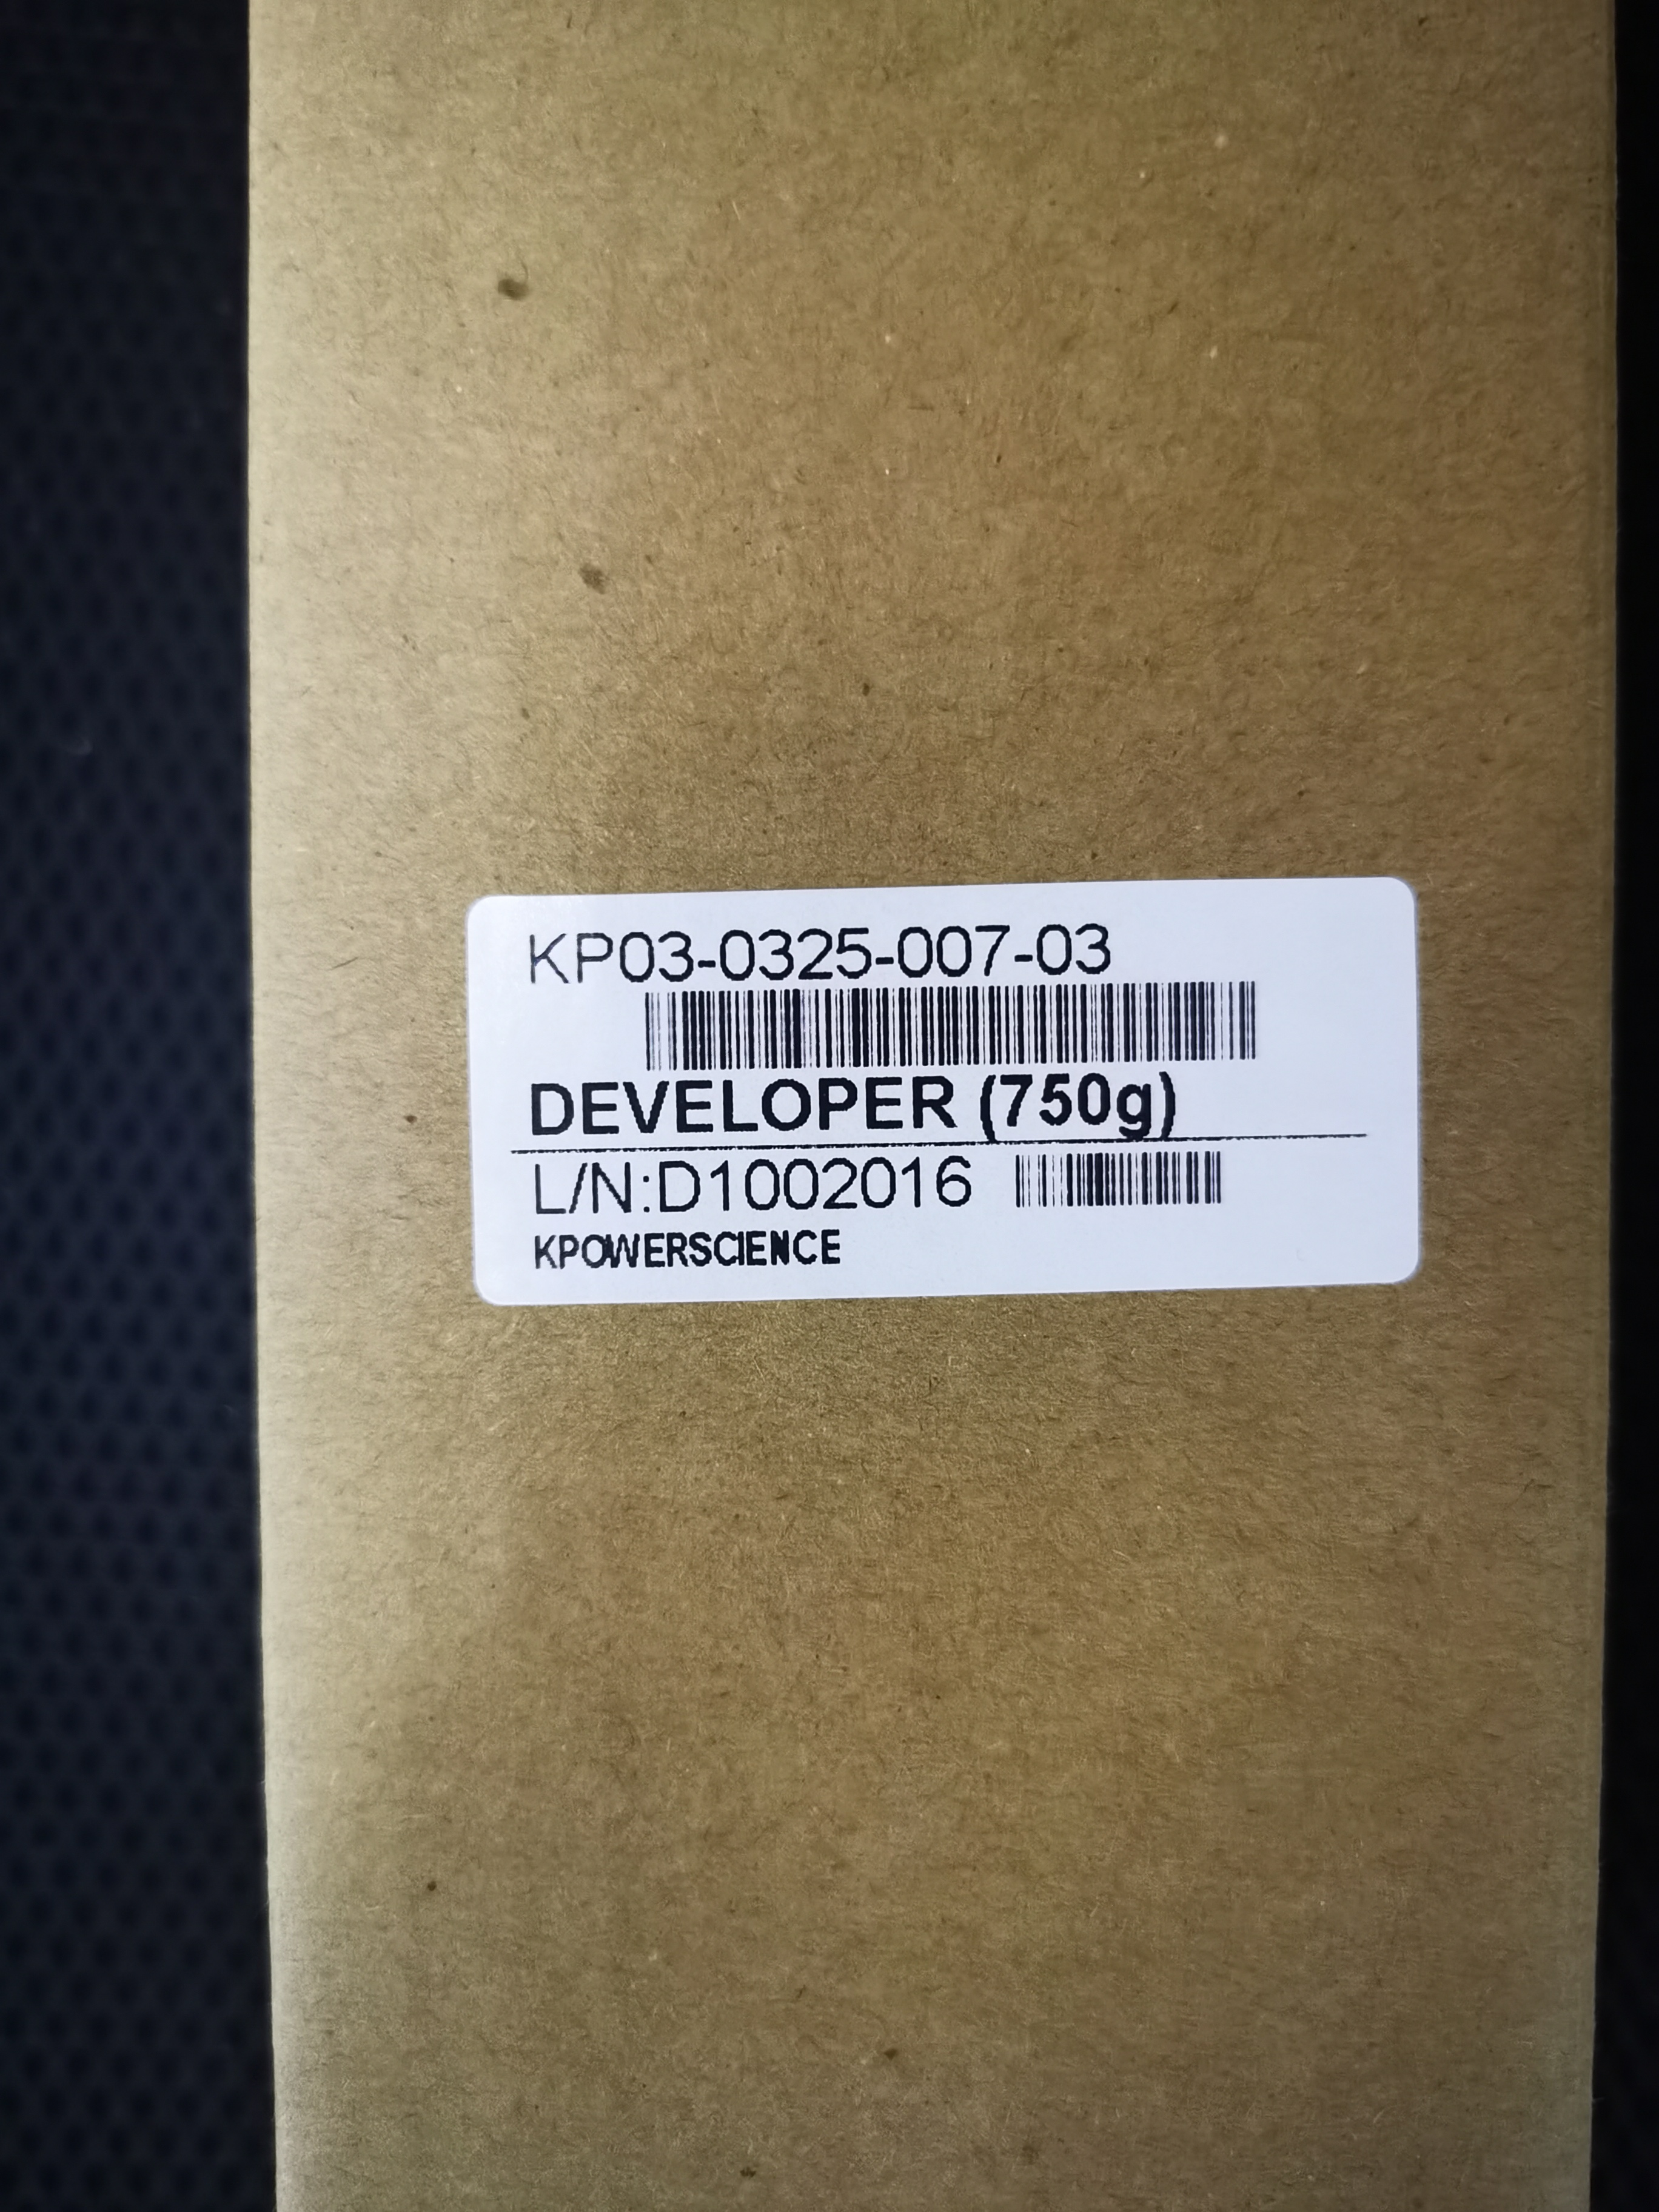 KP03-0325-007-03
DEVELOPER (750g)
L/N:D1002016
KPOWERSCIENCE